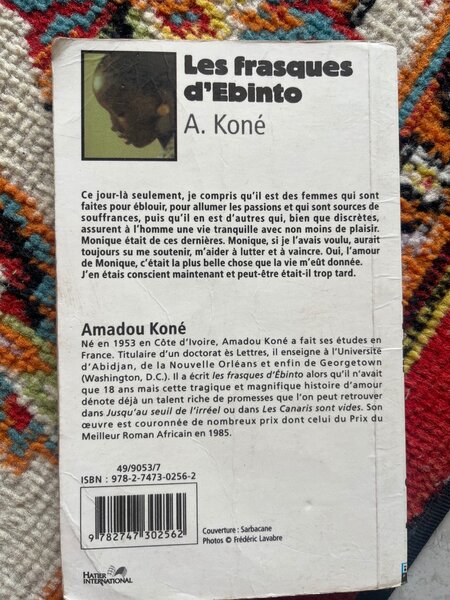 Les frasques
d'Ebinto
A. Koné
Ce jour-là seulement, je compris qu'il est des femmes qui sont
faites pour éblouir, pour allumer les passions et qui sont sources de
souffrances, puis qu'il en est d'autres qui, bien que discrètes,
assurent à l'homme une vie tranquille avec non moins de plaisir.
Monique était de ces dernières. Monique, si je l'avais voulu, aurait
toujours su me soutenir, m'aider à lutter et à vaincre. Oui, l'amour
de Monique, c'était la plus belle chose que la vie m'eût donnée.
J'en étais conscient maintenant et peut-être était-il trop tard.
Amadou Koné
Né en 1953 en Côte d'Ivoire, Amadou Koné a fait ses études en
France. Titulaire d'un doctorat ès Lettres, il enseigne à l'Université
d'Abidjan, de la Nouvelle Orléans et enfin de Georgetown
(Washington, D.C.). Il a écrit les frasques d'Ébinto alors qu'il n'avait
que 18 ans mais cette tragique et magnifique histoire d'amour
dénote déjà un talent riche de promesses que l'on peut retrouver
dans Jusqu'au seuil de l'irréel ou dans Les Canaris sont vides. Son
œuvre est couronnée de nombreux prix dont celui du Prix du
Meilleur Roman Africain en 1985.
49/9053/7
ISBN : 978-2-7473-0256-2
9 782747 302562
Couverture : Sarbacane
Photos © Frédéric Lavabre
HATIER
INTERNATIONAL